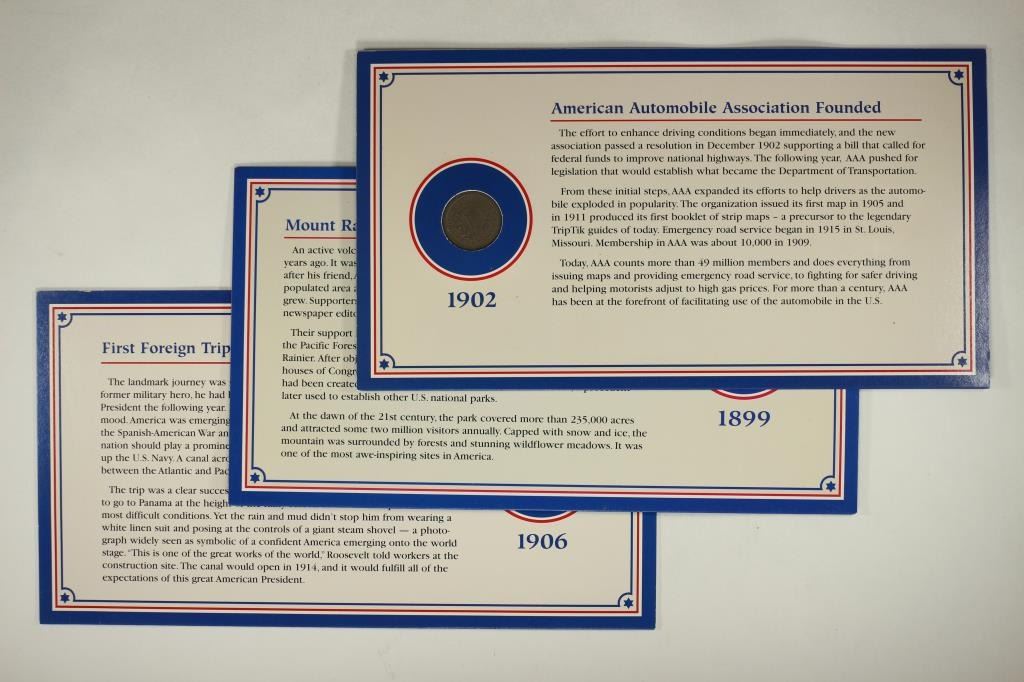 American Automobile Association Founded
The effort to enhance driving conditions began immediately, and the new
association passed a resolution in December 1902 supporting a bill that called for
federal funds to improve national highways. The following year, AAA pushed for
legislation that would establish what became the Department of Transportation.
From these initial steps, AAA expanded its efforts to help drivers as the automo-
bile exploded in popularity. The organization issued its first map in 1905 and
in 1911 produced its first booklet of strip maps – a precursor to the legendary
TripTik guides of today. Emergency road service began in 1915 in St. Louis,
Missouri. Membership in AAA was about 10,000 in 1909.
Today, AAA counts more than 49 million members and does everything from
issuing maps and providing emergency road service, to fighting for safer driving
and helping motorists adjust to high gas prices. For more than a century, AAA
has been at the forefront of facilitating use of the automobile in the U.S.
1902
Mount Ra
An active volc
years ago. It was
after his friend,
populated area
grew. Supporters
newspaper edito
Their support
the Pacific Fores
Rainier. After obj
houses of Congr
had been create
later used to establish other U.S. national parks.
At the dawn of the 21st century, the park covered more than 235,000 acres
and attracted some two million visitors annually. Capped with snow and ice, the
mountain was surrounded by forests and stunning wildflower meadows. It was
one of the most awe-inspiring sites in America.
1899
First Foreign Trip
The landmark journey was
former military hero, he had
President the following year.
mood. America was emerging
the Spanish-American War an
nation should play a promine
up the U.S. Navy. A canal acro
between the Atlantic and Pac
The trip was a clear succes
to go to Panama at the heigh
most difficult conditions. Yet the rain and mud didn't stop him from wearing a
white linen suit and posing at the controls of a giant steam shovel — a photo-
graph widely seen as symbolic of a confident America emerging onto the world
stage. "This is one of the great works of the world," Roosevelt told workers at the
construction site. The canal would open in 1914, and it would fulfill all of the
expectations of this great American President.
1906